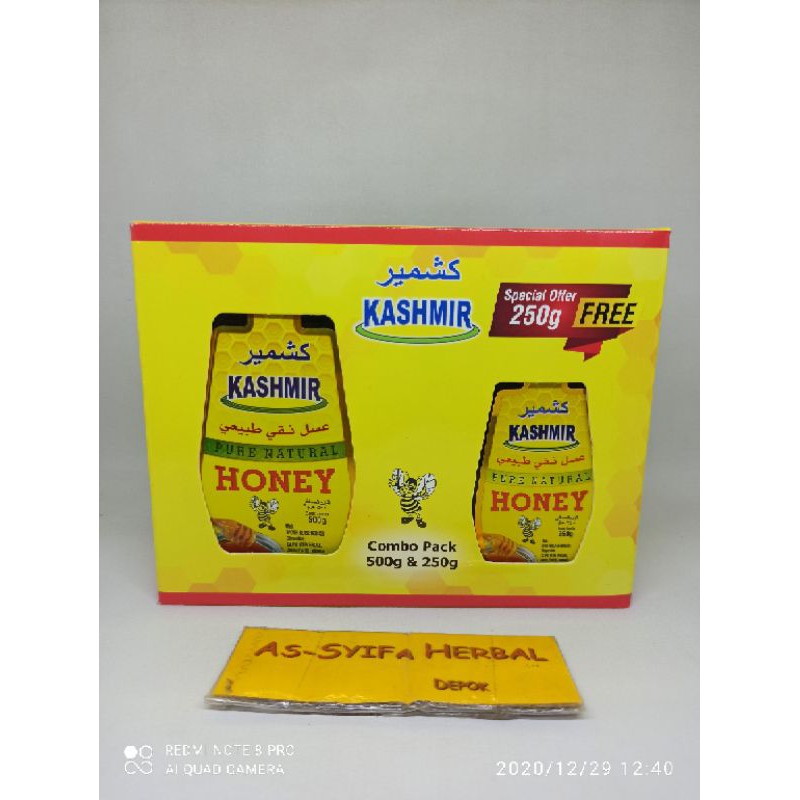 كشمير
KASHMIR
Special Offer
250g FREE
كشمير
KASHMIR
عسل نقي طبيعي
PURE NATURAL
HONEY
500g
كشمير
KASHMIR
عسل نقي طبيعي
PURE NATURAL
HONEY
250g
Combo Pack
500g & 250g
AS-SYIFA HERBAL
DEPOK
REDMI NOTE 8 PRO
AI QUAD CAMERA
2020/12/29 12:40